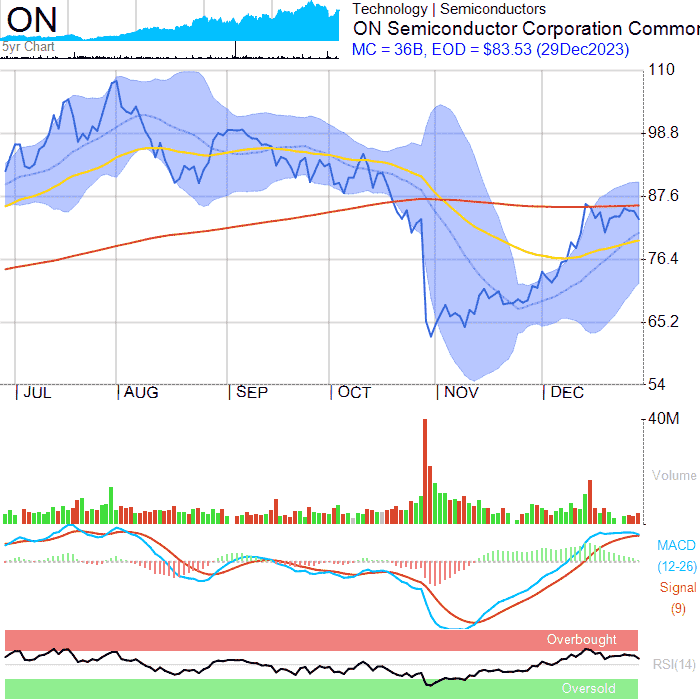 ON
5yr Chart
Technology | Semiconductors
ON Semiconductor Corporation Common
MC = 36B, EOD = $83.53 (29Dec2023)
110
98.8
87.6
76.4
65.2
54
JUL
AUG
SEP
OCT
NOV
DEC
40M
Volume
MACD
(12-26)
Signal
(9)
Overbought
RSI(14)
Oversold